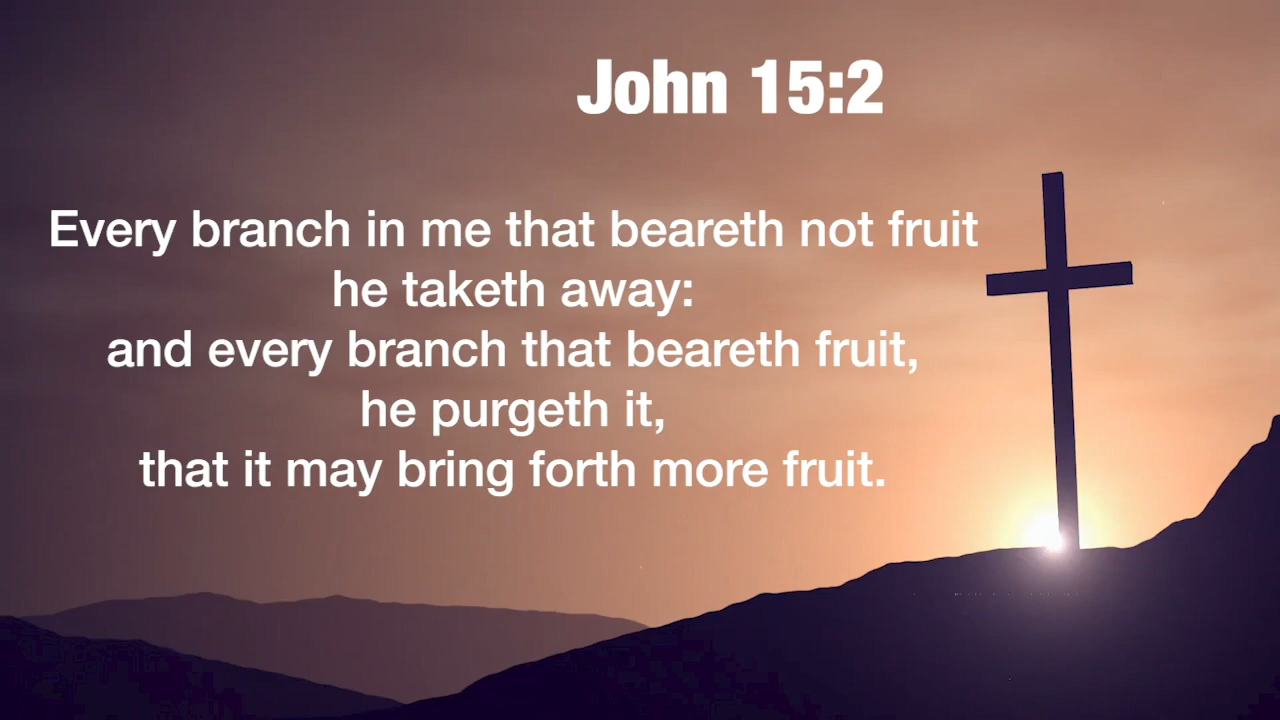 John 15:2
Every branch in me that beareth not fruit
he taketh away:
and every branch that beareth fruit,
he purgeth it,
that it may bring forth more fruit.